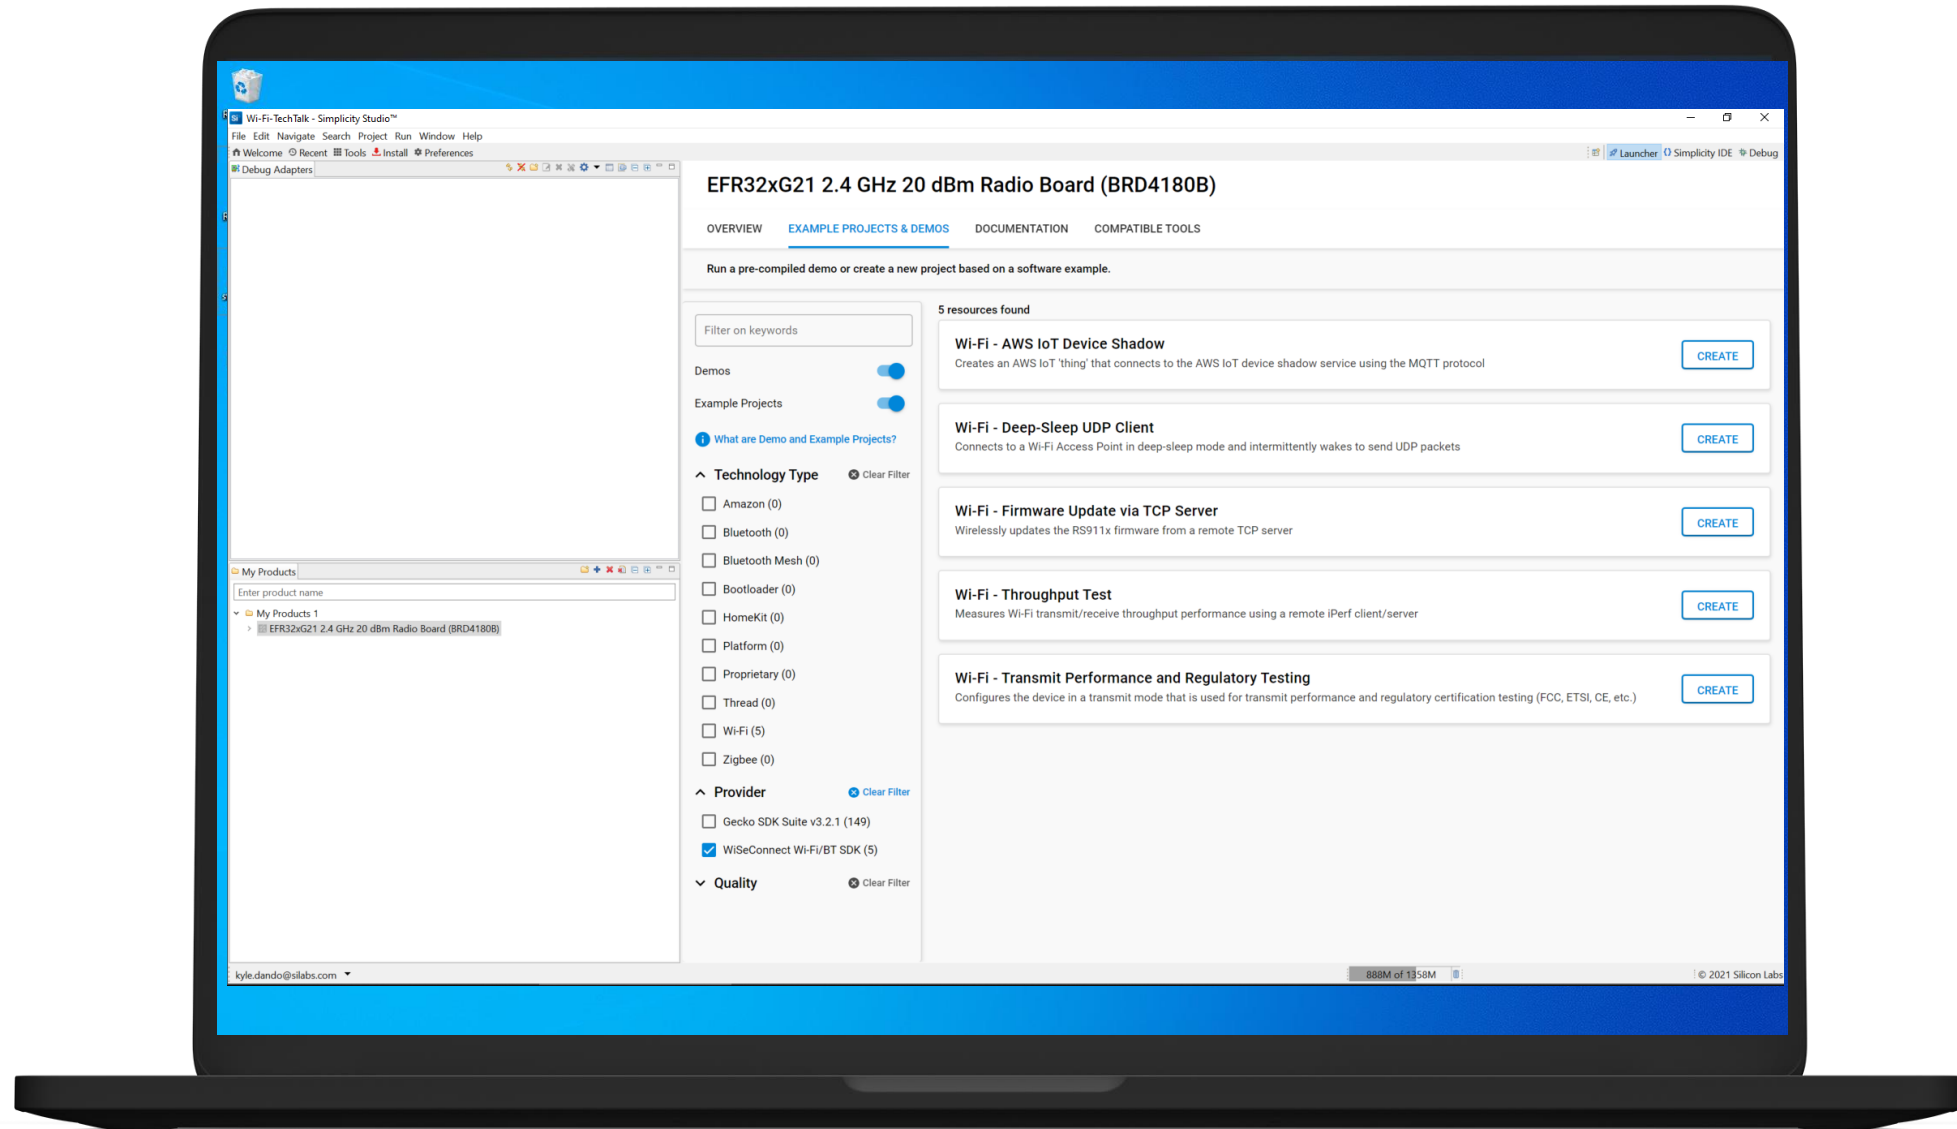 Wi-Fi-TechTalk - Simplicity Studio™
File Edit Navigate Search Project Run Window Help
Welcome Recent Tools Install Preferences
Launcher Simplicity IDE Debug
Debug Adapters
EFR32xG21 2.4 GHz 20 dBm Radio Board (BRD4180B)
OVERVIEW EXAMPLE PROJECTS & DEMOS DOCUMENTATION COMPATIBLE TOOLS
Run a pre-compiled demo or create a new project based on a software example.
Filter on keywords
Demos
Example Projects
What are Demo and Example Projects?
Technology Type Clear Filter
Amazon (0)
Bluetooth (0)
Bluetooth Mesh (0)
Bootloader (0)
HomeKit (0)
Platform (0)
Proprietary (0)
Thread (0)
Wi-Fi (5)
Zigbee (0)
Provider Clear Filter
Gecko SDK Suite v3.2.1 (149)
WiSeConnect Wi-Fi/BT SDK (5)
Quality Clear Filter
5 resources found
Wi-Fi - AWS IoT Device Shadow
Creates an AWS IoT 'thing' that connects to the AWS IoT device shadow service using the MQTT protocol
CREATE
Wi-Fi - Deep-Sleep UDP Client
Connects to a Wi-Fi Access Point in deep-sleep mode and intermittently wakes to send UDP packets
CREATE
Wi-Fi - Firmware Update via TCP Server
Wirelessly updates the RS911x firmware from a remote TCP server
CREATE
Wi-Fi - Throughput Test
Measures Wi-Fi transmit/receive throughput performance using a remote iPerf client/server
CREATE
Wi-Fi - Transmit Performance and Regulatory Testing
Configures the device in a transmit mode that is used for transmit performance and regulatory certification testing (FCC, ETSI, CE, etc.)
CREATE
My Products
Enter product name
My Products 1
EFR32xG21 2.4 GHz 20 dBm Radio Board (BRD4180B)
kyle.dando@silabs.com
888M of 1358M
© 2021 Silicon Labs